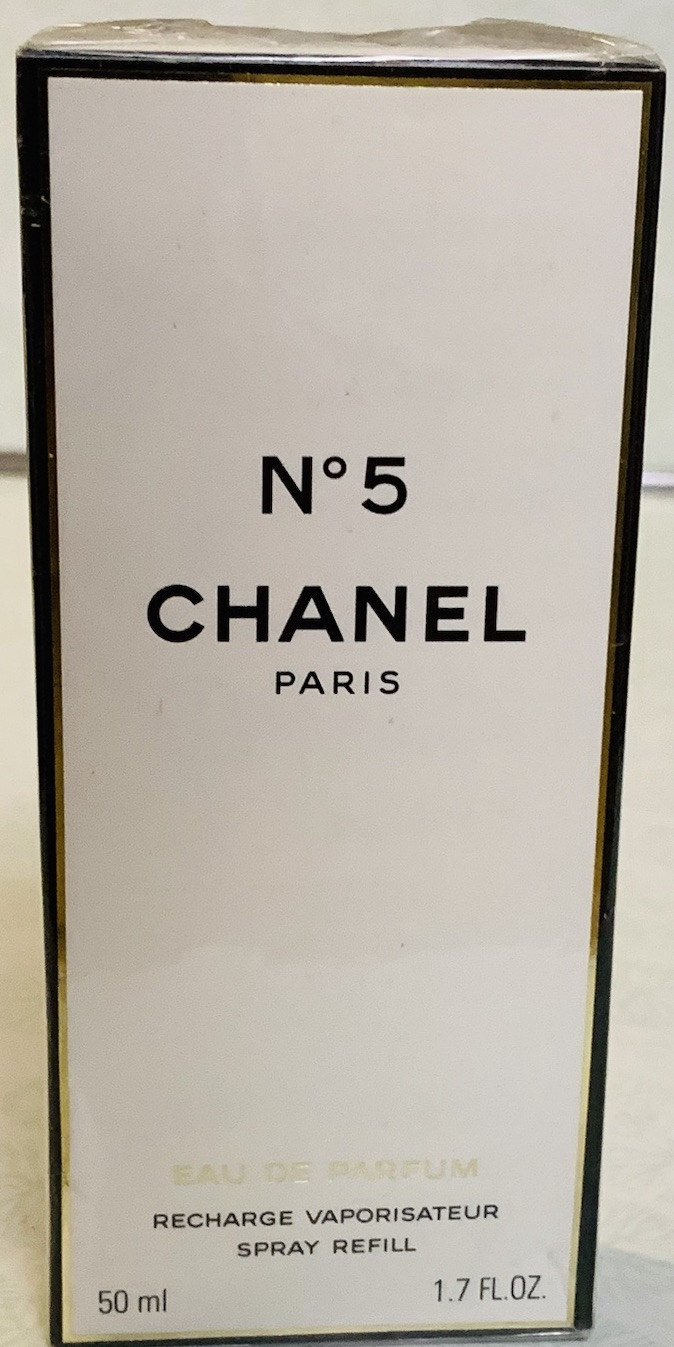 N°5
CHANEL
PARIS
EAU DE PARFUM
RECHARGE VAPORISATEUR
SPRAY REFILL
50 ml
1.7 FL.OZ.